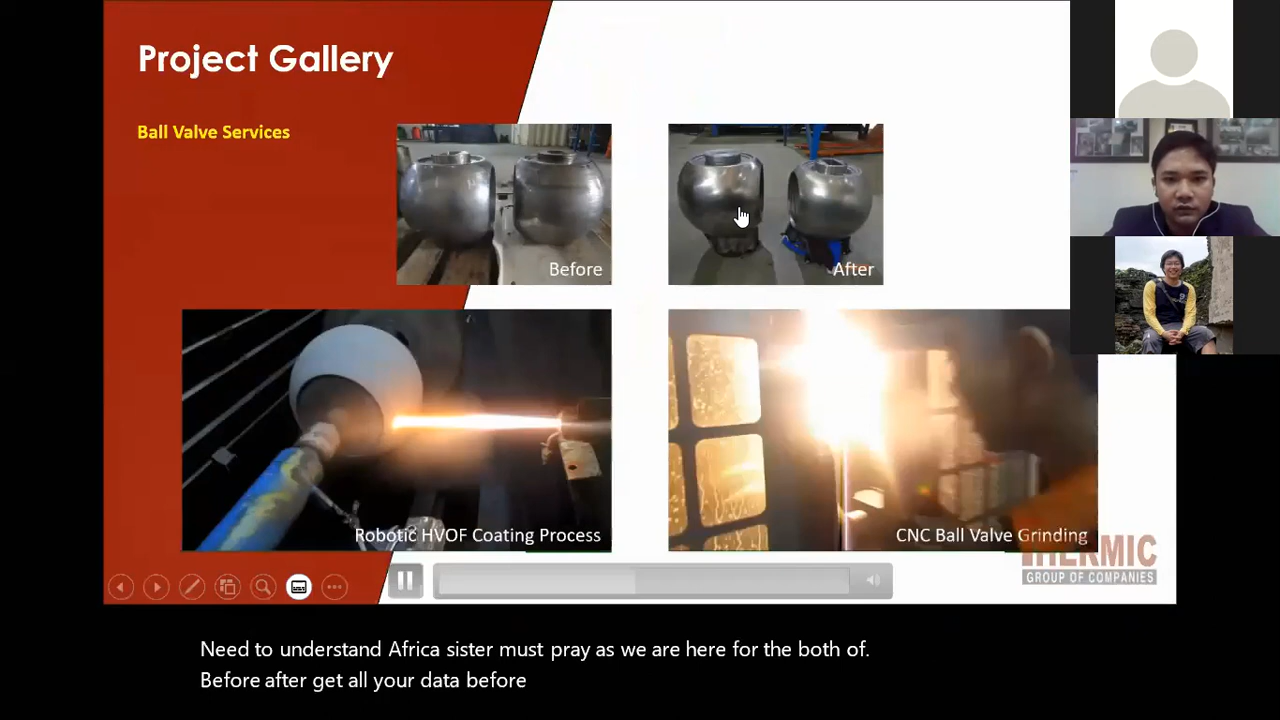 Project Gallery
Ball Valve Services
Before
After
Robotic HVOF Coating Process
CNC Ball Valve Grinding
THERMIC
GROUP OF COMPANIES
Need to understand Africa sister must pray as we are here for the both of.
Before after get all your data before